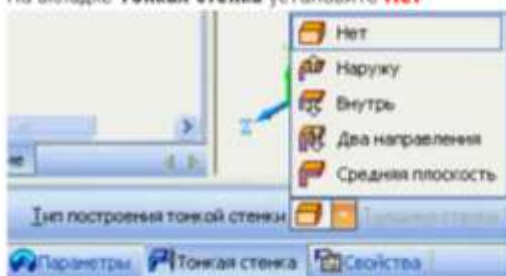 На вкладке Тонкая стенка установите Нет
Нет
Наружу
Внутрь
Два направления
Средняя плоскость
z
Тип построения тонкой стенки
Параметры Тонкая стенка Свойства